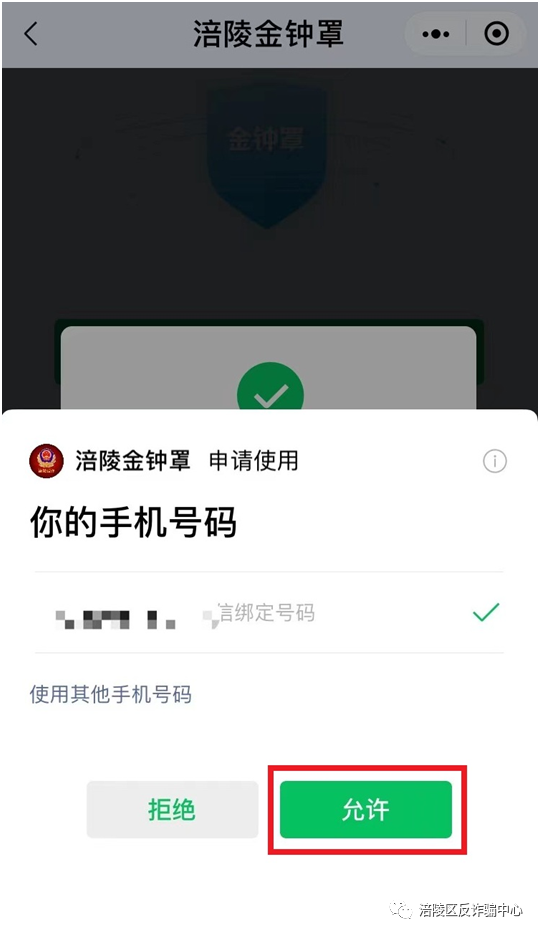 涪陵金钟罩
金钟罩
涪陵金钟罩 申请使用
你的手机号码
信绑定号码
使用其他手机号码
拒绝
允许
涪陵区反诈骗中心